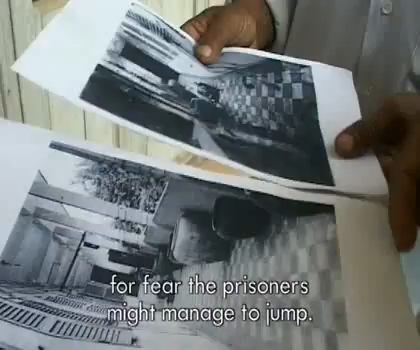 for fear the prisoners
might manage to jump.